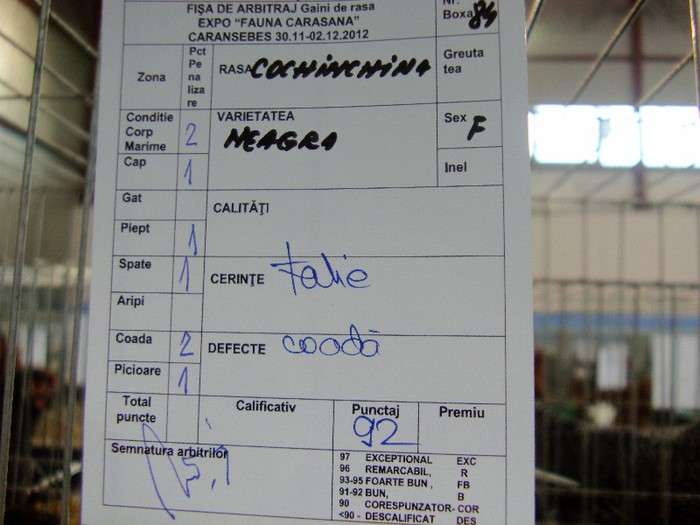 FIŞA DE ARBITRAJ Gaini de rasa
EXPO “FAUNA CARASANA”
CARANSEBES 30.11-02.12.2012
Nr.
Boxa 84
Zona
Pct
Pe
na
liza
re
RASA COCHINCHINA
Greuta
tea
Conditie
Corp
Marime
2
VARIETATEA
NEAGRA
Sex F
Cap
1
Inel
Gat
CALITĂŢI
Piept
1
Spate
1
CERINŢE Talie
Aripi
Coada
2
DEFECTE coadă
Picioare
1
Total
puncte
Calificativ
Punctaj
92
Premiu
Semnatura arbitrilor
97 EXCEPTIONAL EXC
96 REMARCABIL, R
93-95 FOARTE BUN , FB
91-92 BUN, B
90 CORESPUNZATOR- COR
<90 - DESCALIFICAT DES